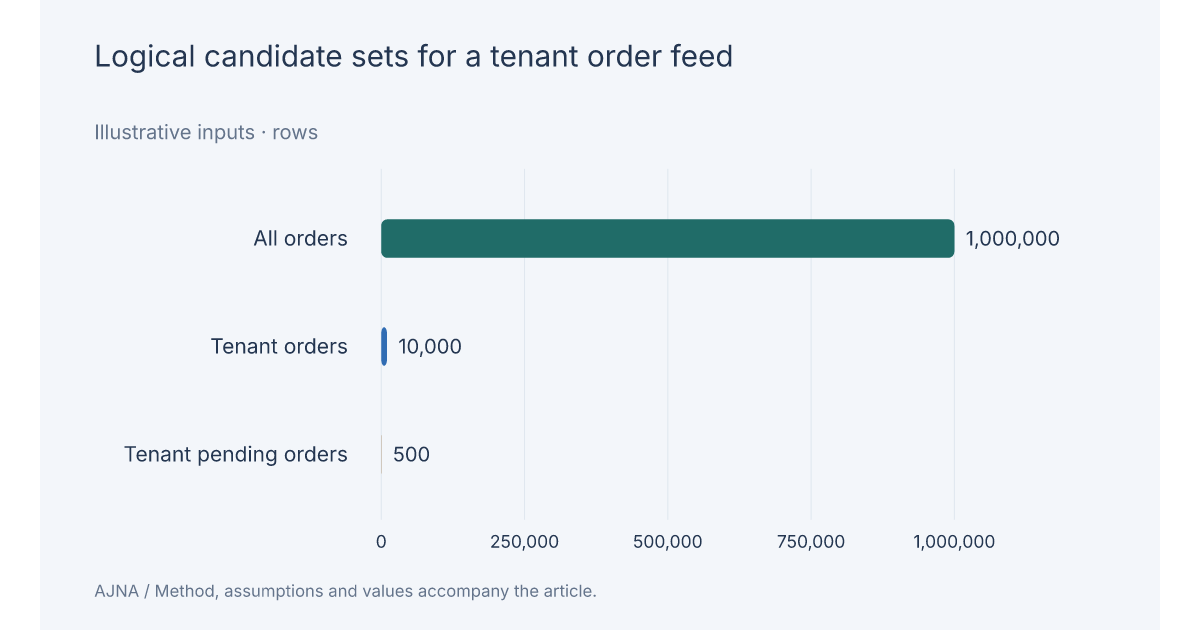 Logical candidate sets for a tenant order feed
Illustrative inputs · rows
All orders 1,000,000
Tenant orders 10,000
Tenant pending orders 500
0 250,000 500,000 750,000 1,000,000
AJNA / Method, assumptions and values accompany the article.